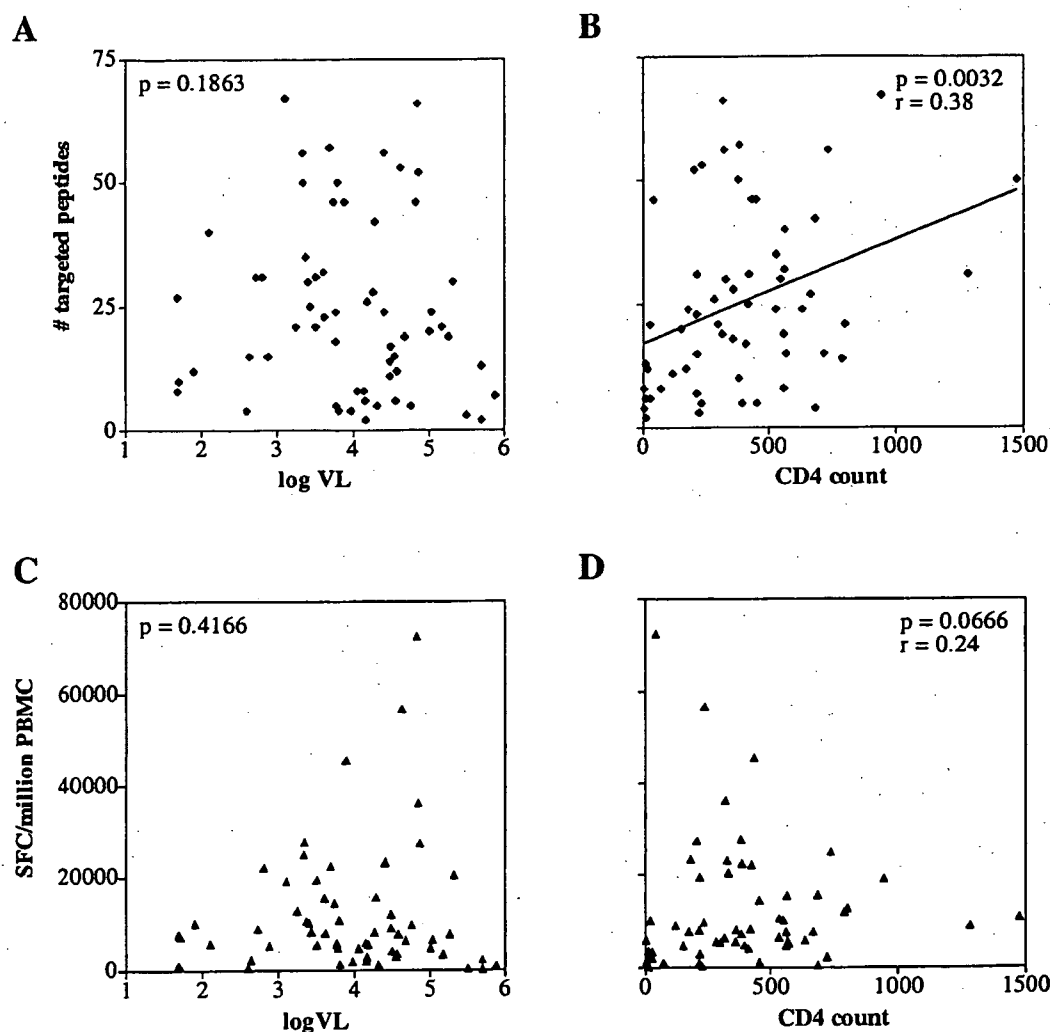 A
B
75
50
25
0
# targeted peptides
p = 0.1863
1 2 3 4 5 6
log VL
p = 0.0032
r = 0.38
0 500 1000 1500
CD4 count
C
D
80000
60000
40000
20000
0
SFC/million PBMC
p = 0.4166
1 2 3 4 5 6
logVL
p = 0.0666
r = 0.24
0 500 1000 1500
CD4 count